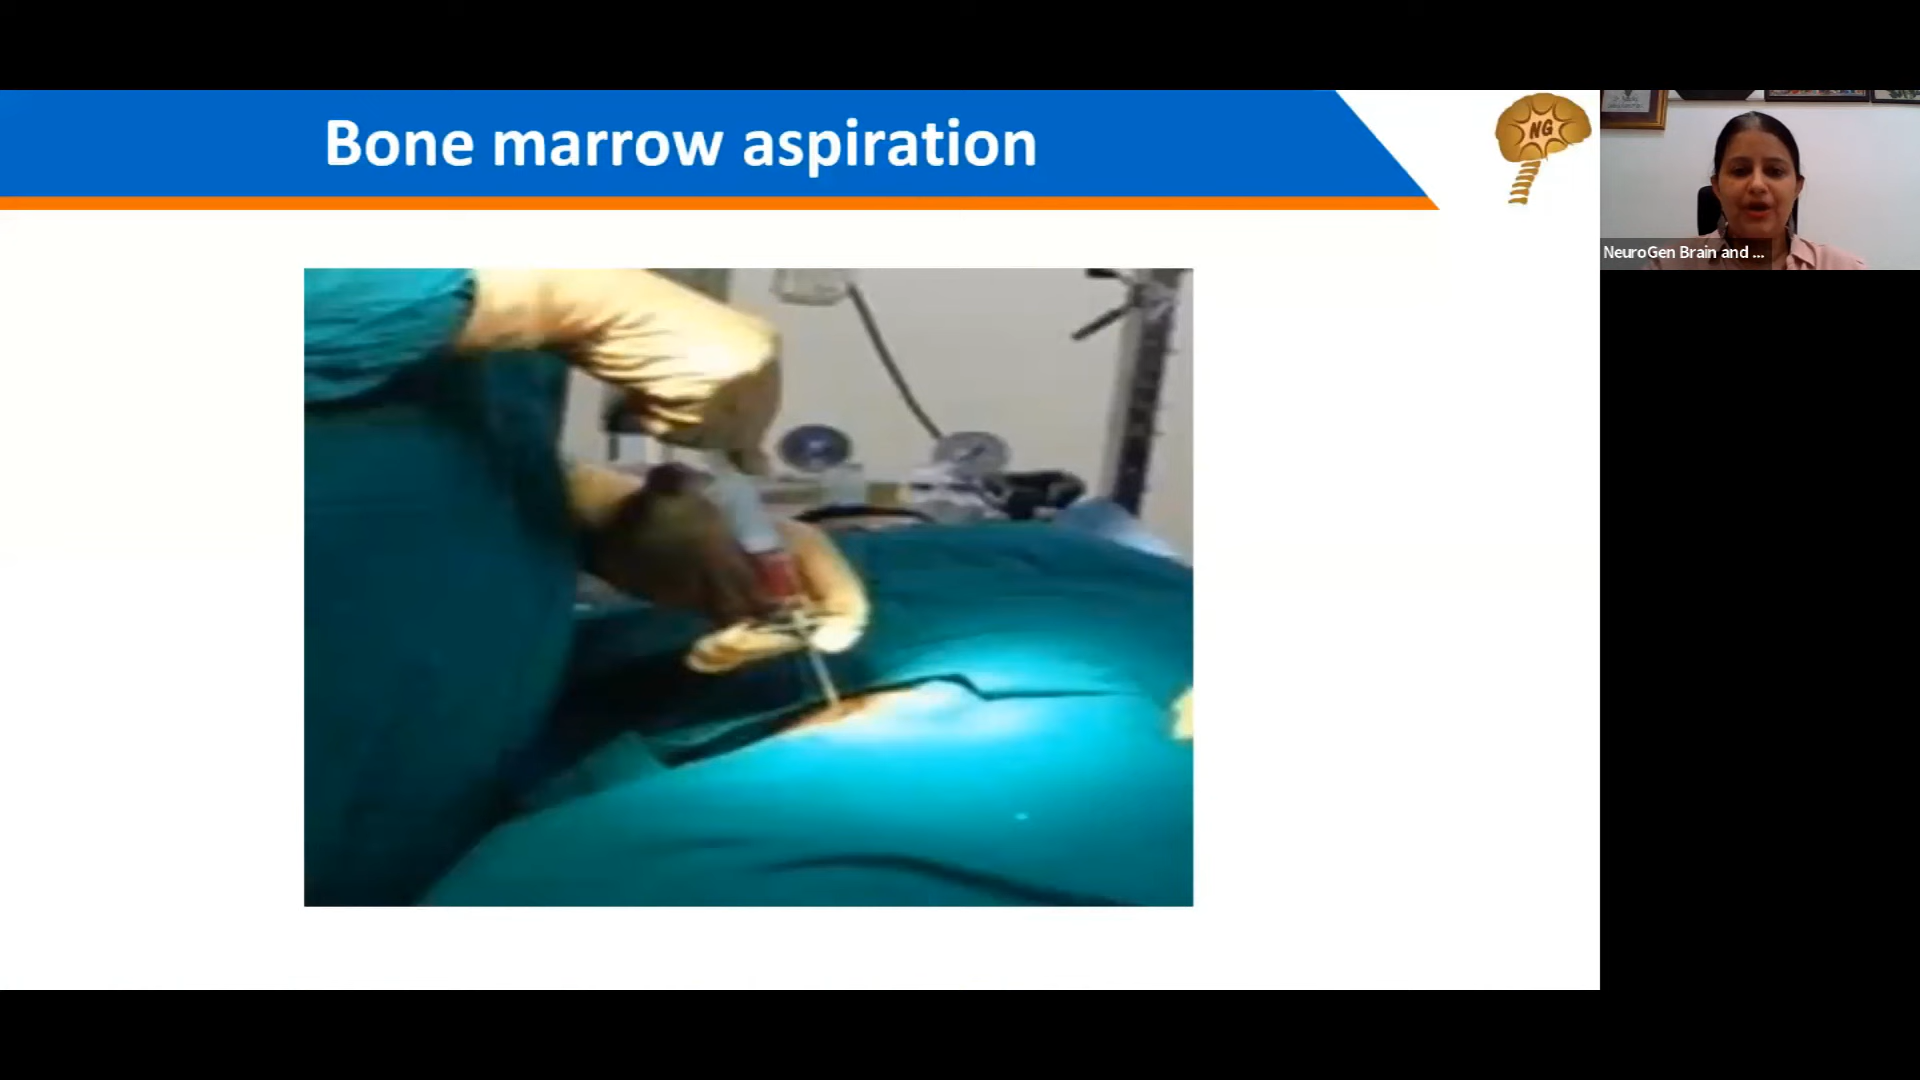 Bone marrow aspiration
NG
NeuroGen Brain and ...